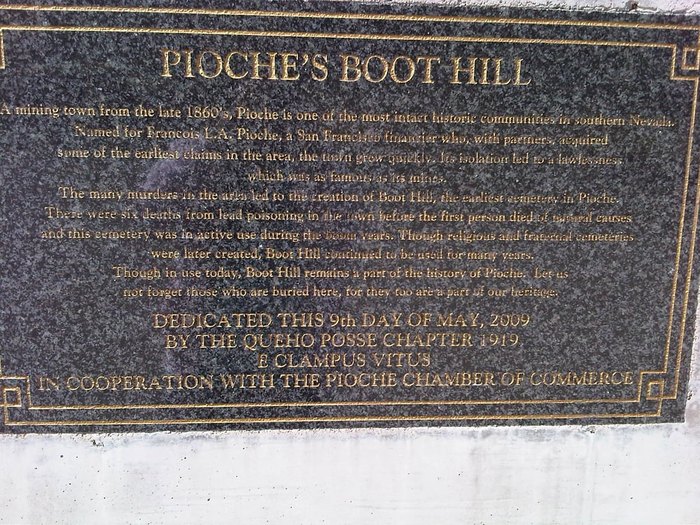 PIOCHE'S BOOT HILL
A mining town from the late 1860's, Pioche is one of the most intact historic communities in southern Nevada.
Named for Francois L.A. Pioche, a San Francisco financier who, with partners, acquired
some of the earliest claims in the area, the town grew quickly. Its isolation led to a lawlessness
which was as famous as its mines.
The many murders in the area led to the creation of Boot Hill, the earliest cemetery in Pioche.
There were six deaths from lead poisoning in the town before the first person died of natural causes
and this cemetery was in active use during the boom years. Though religious and fraternal cemeteries
were later created, Boot Hill continued to be used for many years.
Though in use today, Boot Hill remains a part of the history of Pioche. Let us
not forget those who are buried here, for they too are a part of our heritage.
DEDICATED THIS 9th DAY OF MAY, 2009
BY THE QUEHO POSSE CHAPTER 1919
E CLAMPUS VITUS
IN COOPERATION WITH THE PIOCHE CHAMBER OF COMMERCE